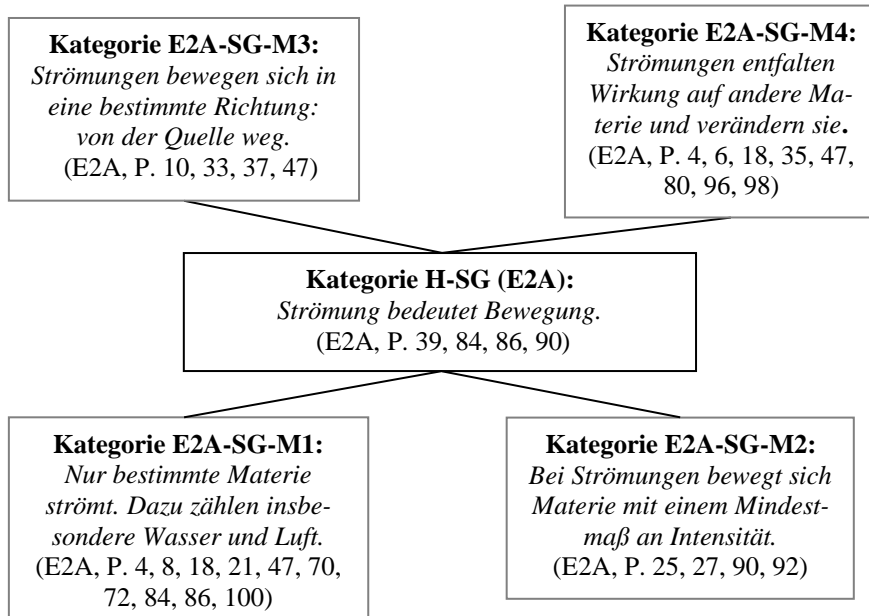 Kategorie E2A-SG-M3:
Strömungen bewegen sich in
eine bestimmte Richtung:
von der Quelle weg.
(E2A, P. 10, 33, 37, 47)
Kategorie E2A-SG-M4:
Strömungen entfalten
Wirkung auf andere Ma-
terie und verändern sie.
(E2A, P. 4, 6, 18, 35, 47,
80, 96, 98)
Kategorie H-SG (E2A):
Strömung bedeutet Bewegung.
(E2A, P. 39, 84, 86, 90)
Kategorie E2A-SG-M1:
Nur bestimmte Materie
strömt. Dazu zählen insbe-
sondere Wasser und Luft.
(E2A, P. 4, 8, 18, 21, 47, 70,
72, 84, 86, 100)
Kategorie E2A-SG-M2:
Bei Strömungen bewegt sich
Materie mit einem Mindest-
maß an Intensität.
(E2A, P. 25, 27, 90, 92)